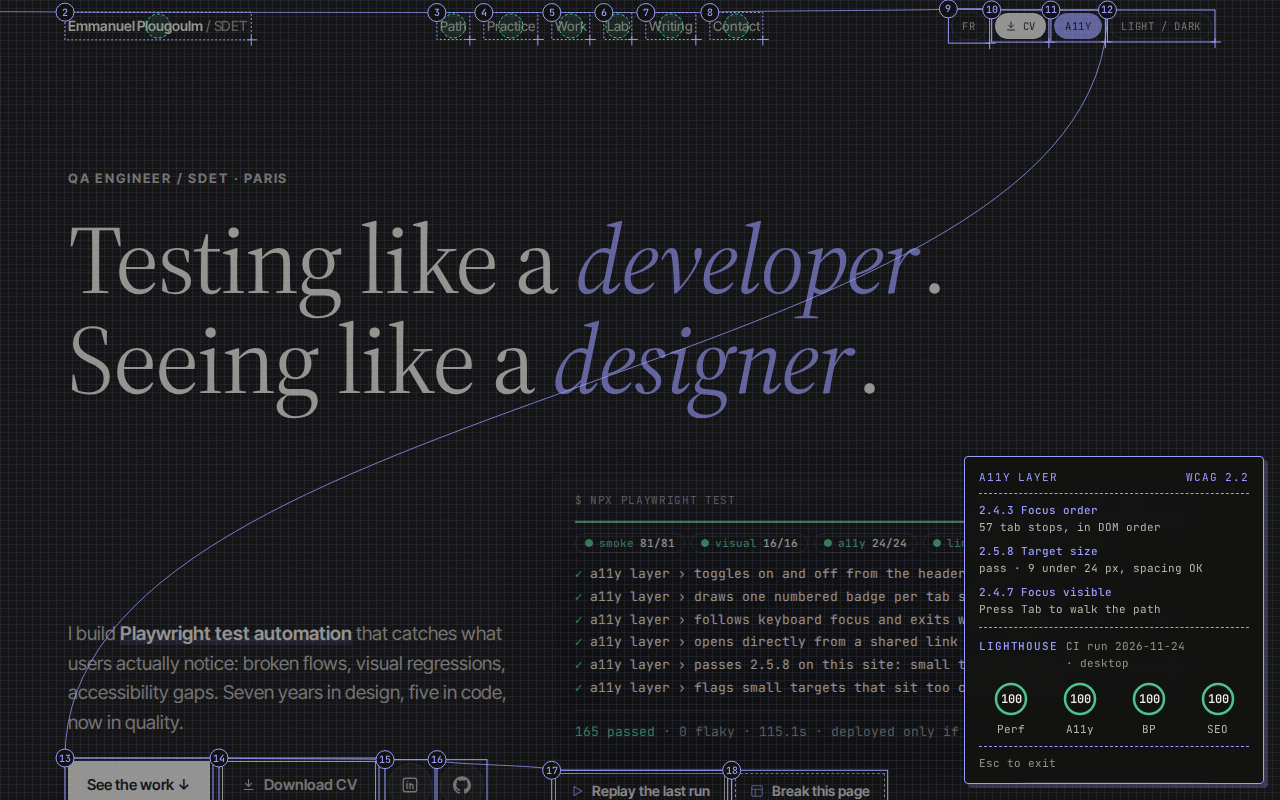 2 3 4 5 6 7 8 9 10 11 12
Emmanuel Plougoulm / SDET Path Practice Work Lab Writing Contact FR CV A11Y LIGHT / DARK
QA ENGINEER / SDET · PARIS
Testing like a developer.
Seeing like a designer.
$ NPX PLAYWRIGHT TEST
smoke 81/81 visual 16/16 a11y 24/24
✓ a11y layer › toggles on and off from the header
✓ a11y layer › draws one numbered badge per tab s
✓ a11y layer › follows keyboard focus and exits w
✓ a11y layer › opens directly from a shared link
✓ a11y layer › passes 2.5.8 on this site: small t
✓ a11y layer › flags small targets that sit too o
165 passed · 0 flaky · 115.1s · deployed only if
I build Playwright test automation that catches what
users actually notice: broken flows, visual regressions,
accessibility gaps. Seven years in design, five in code,
now in quality.
13 14 15 16 17 18
See the work ↓ Download CV in Replay the last run Break this page
A11Y LAYER WCAG 2.2
2.4.3 Focus order
57 tab stops, in DOM order
2.5.8 Target size
pass · 9 under 24 px, spacing OK
2.4.7 Focus visible
Press Tab to walk the path
LIGHTHOUSE CI run 2026-11-24
· desktop
100 100 100 100
Perf A11y BP SEO
Esc to exit